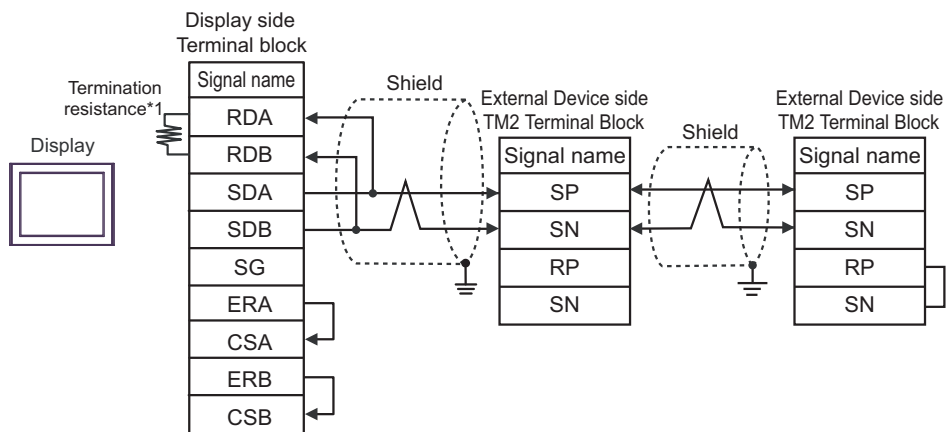 Display side
Terminal block
Termination
resistance*1
Display
Signal name
RDA
RDB
SDA
SDB
SG
ERA
CSA
ERB
CSB
Shield
External Device side
TM2 Terminal Block
Signal name
SP
SN
RP
SN
Shield
External Device side
TM2 Terminal Block
Signal name
SP
SN
RP
SN